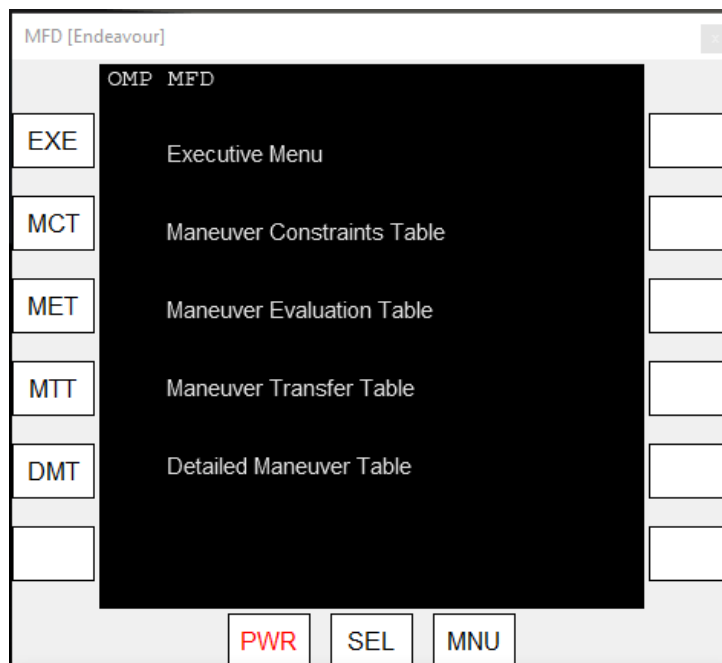 MFD [Endeavour]
x
OMP MFD
EXE
Executive Menu
MCT
Maneuver Constraints Table
MET
Maneuver Evaluation Table
MTT
Maneuver Transfer Table
DMT
Detailed Maneuver Table
PWR SEL MNU